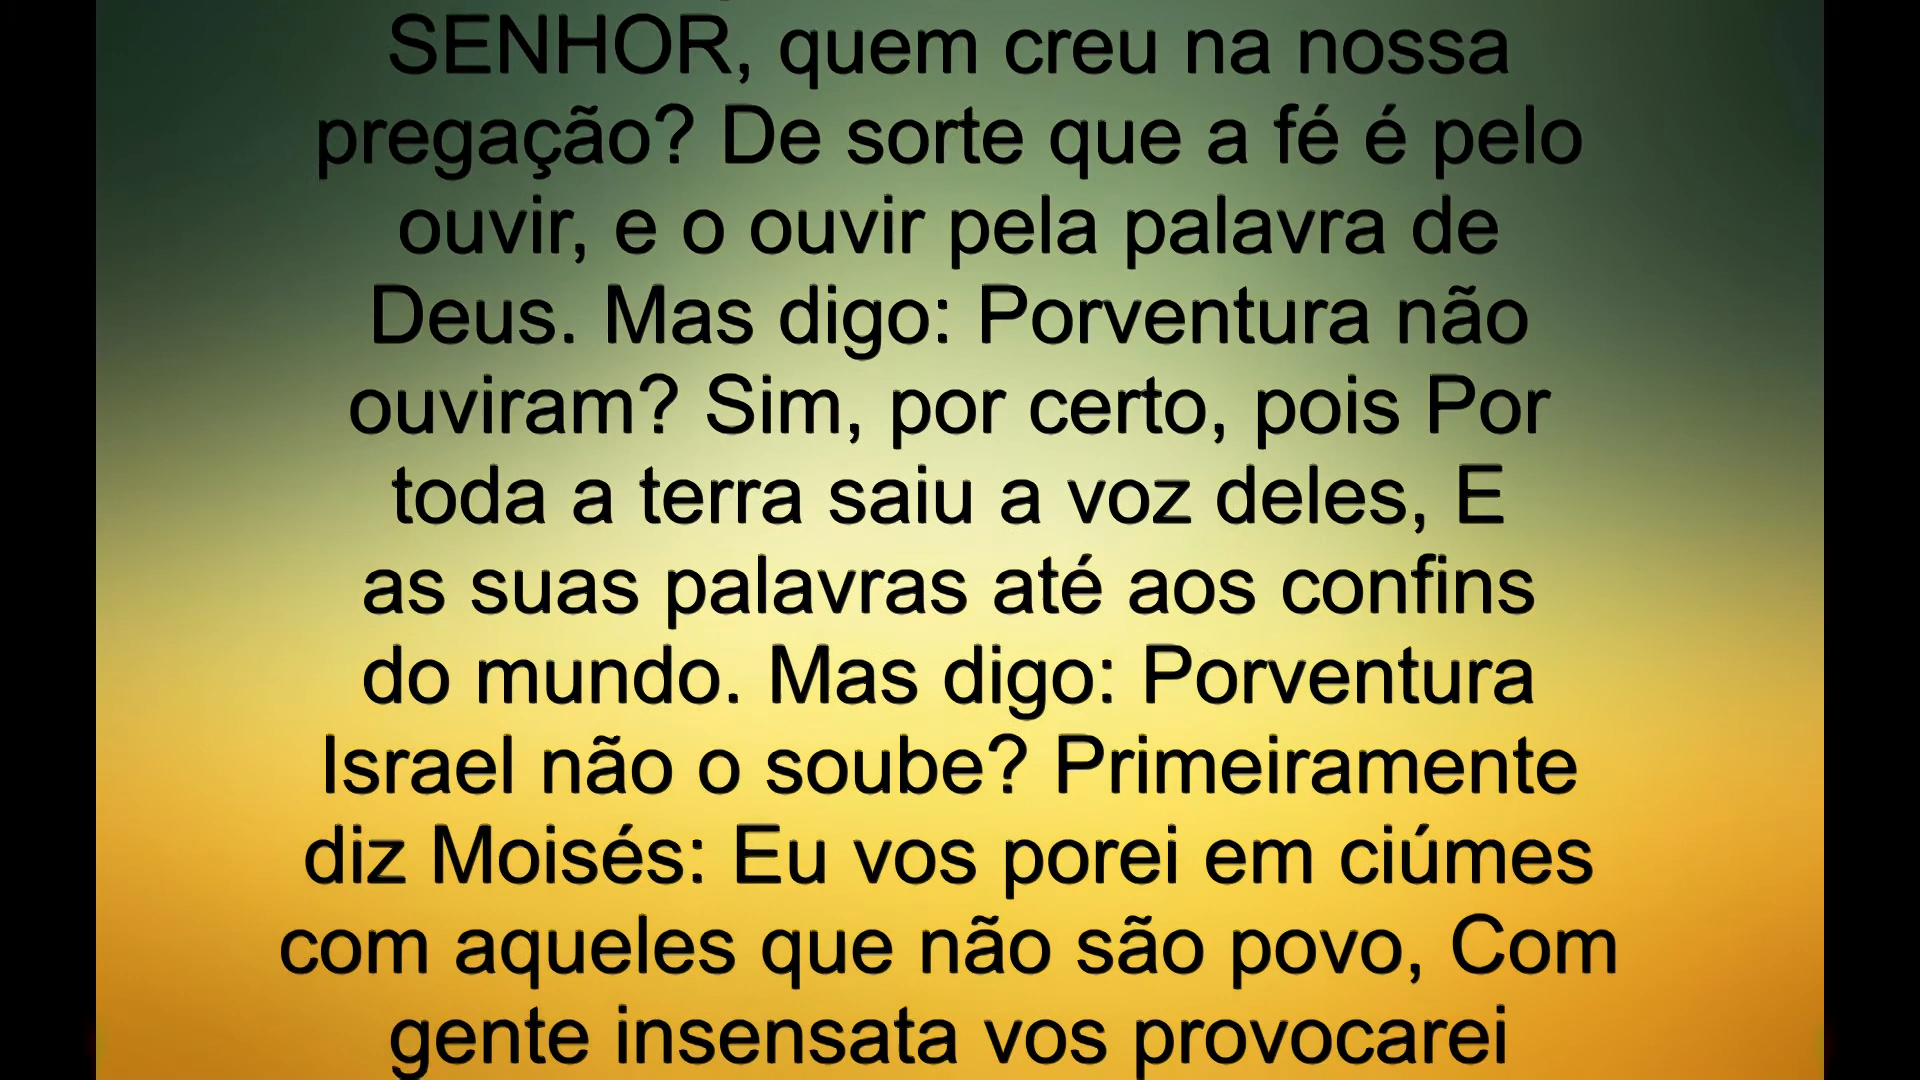 SENHOR, quem creu na nossa
pregação? De sorte que a fé é pelo
ouvir, e o ouvir pela palavra de
Deus. Mas digo: Porventura não
ouviram? Sim, por certo, pois Por
toda a terra saiu a voz deles, E
as suas palavras até aos confins
do mundo. Mas digo: Porventura
Israel não o soube? Primeiramente
diz Moisés: Eu vos porei em ciúmes
com aqueles que não são povo, Com
gente insensata vos provocarei